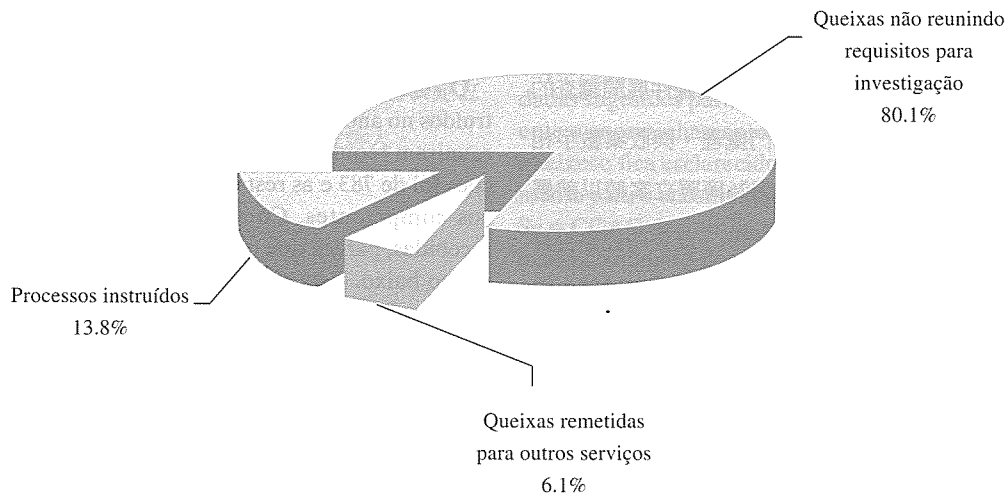 Queixas não reunindo
requisitos para
investigação
80.1%
Processos instruídos
13.8%
Queixas remetidas
para outros serviços
6.1%